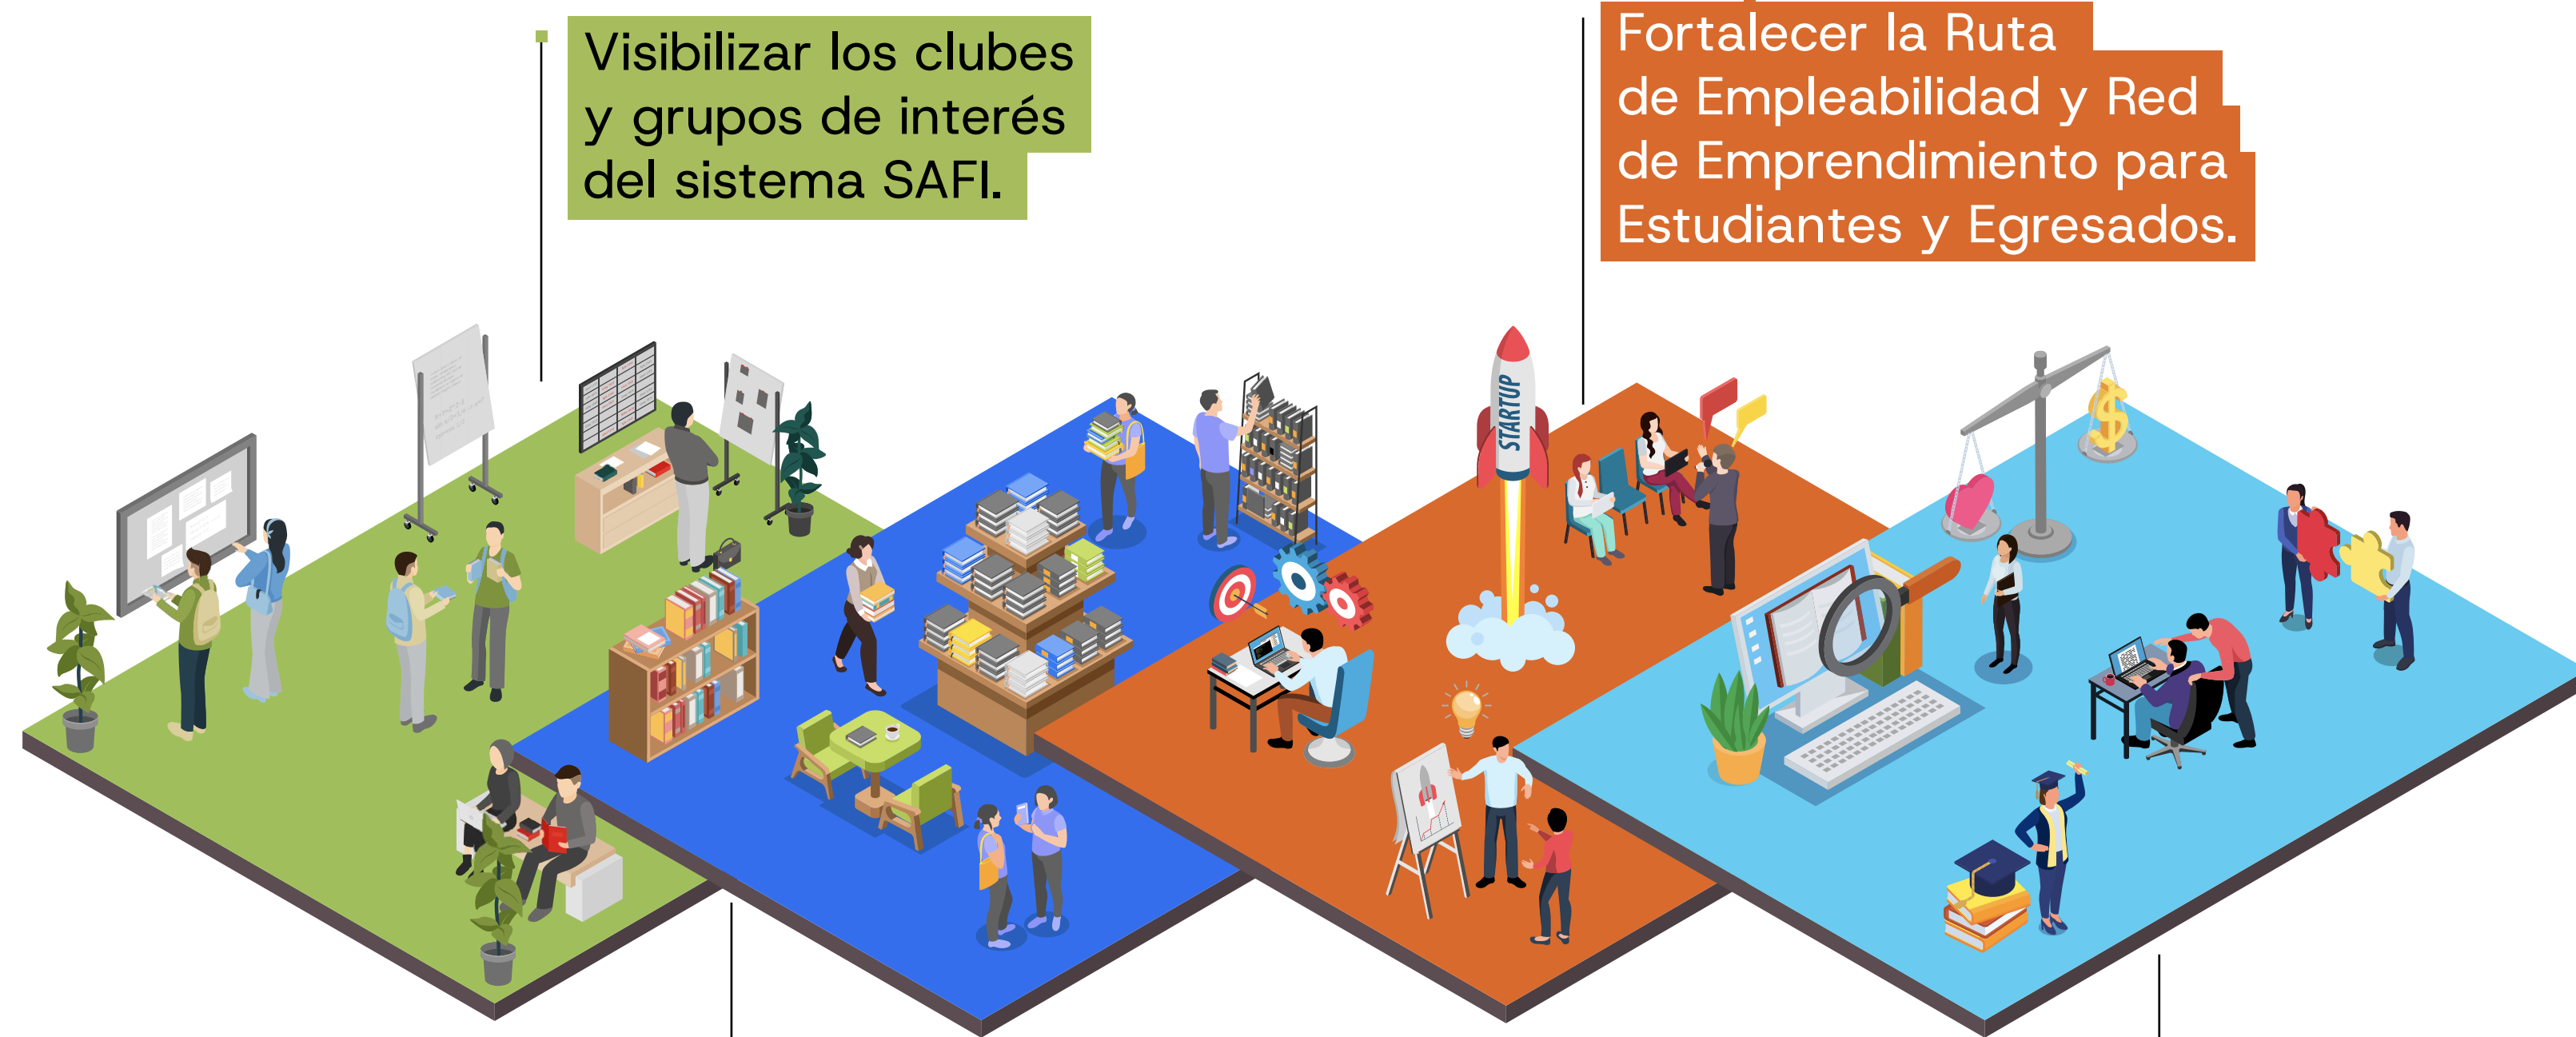 Visibilizar los clubes
y grupos de interés
del sistema SAFI.
Fortalecer la Ruta
de Empleabilidad y Red
de Emprendimiento para
Estudiantes y Egresados.
STARTUP